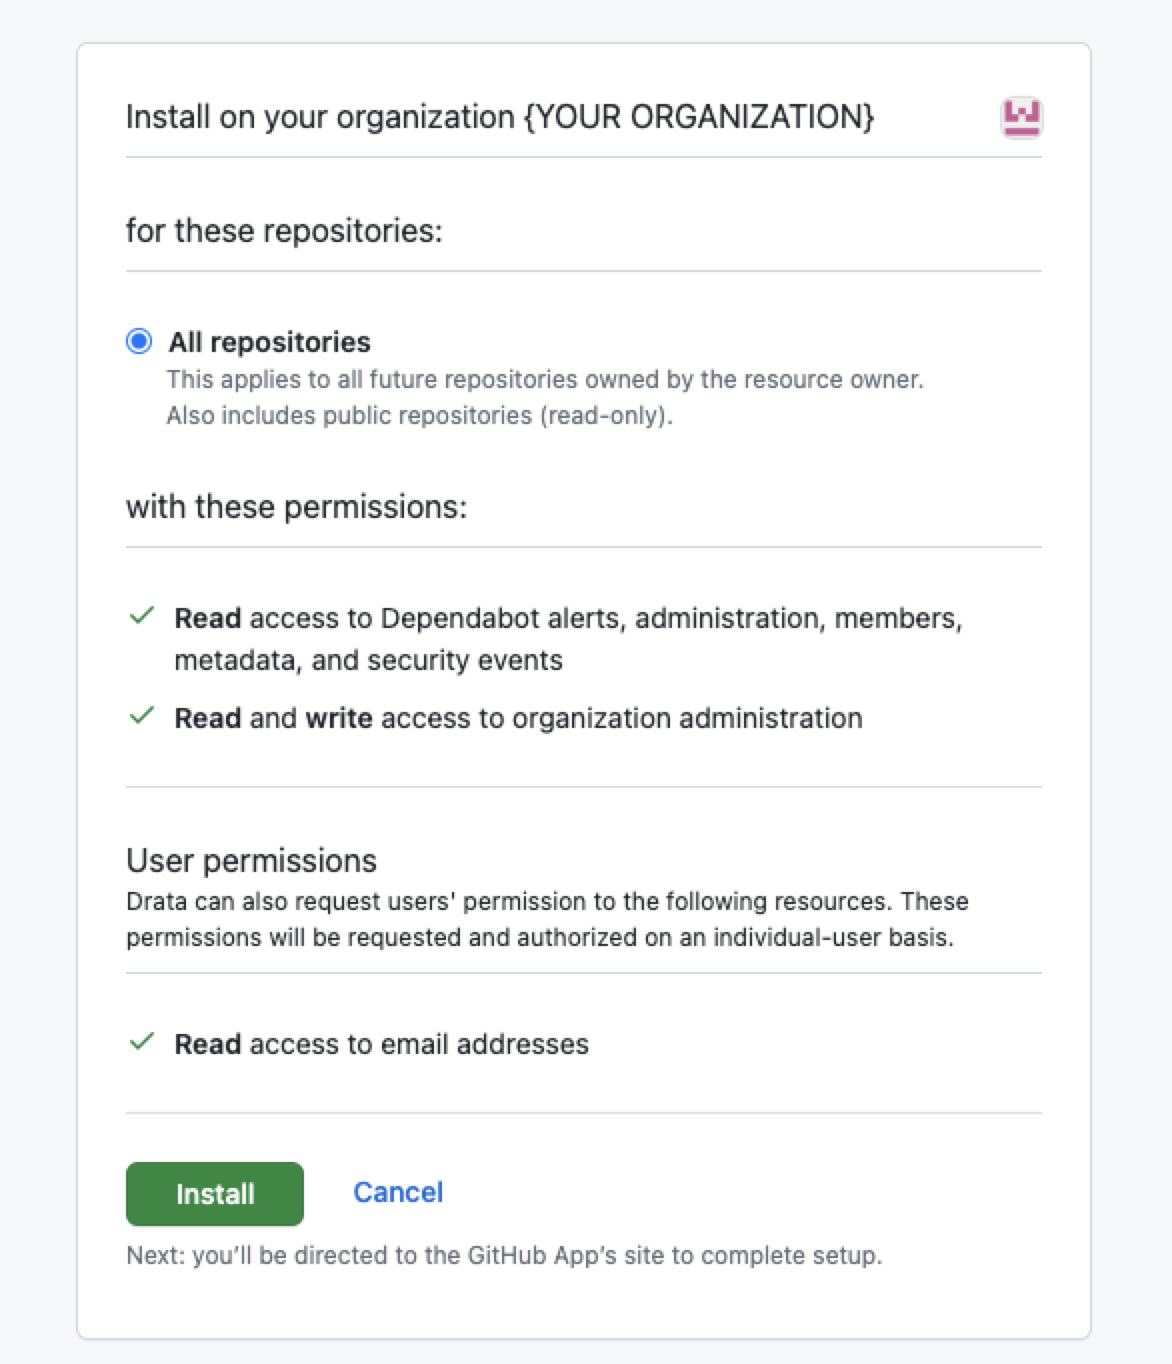 Install on your organization {YOUR ORGANIZATION}
for these repositories:
All repositories
This applies to all future repositories owned by the resource owner.
Also includes public repositories (read-only).
with these permissions:
Read access to Dependabot alerts, administration, members,
metadata, and security events
Read and write access to organization administration
User permissions
Drata can also request users' permission to the following resources. These
permissions will be requested and authorized on an individual-user basis.
Read access to email addresses
Install Cancel
Next: you’ll be directed to the GitHub App’s site to complete setup.